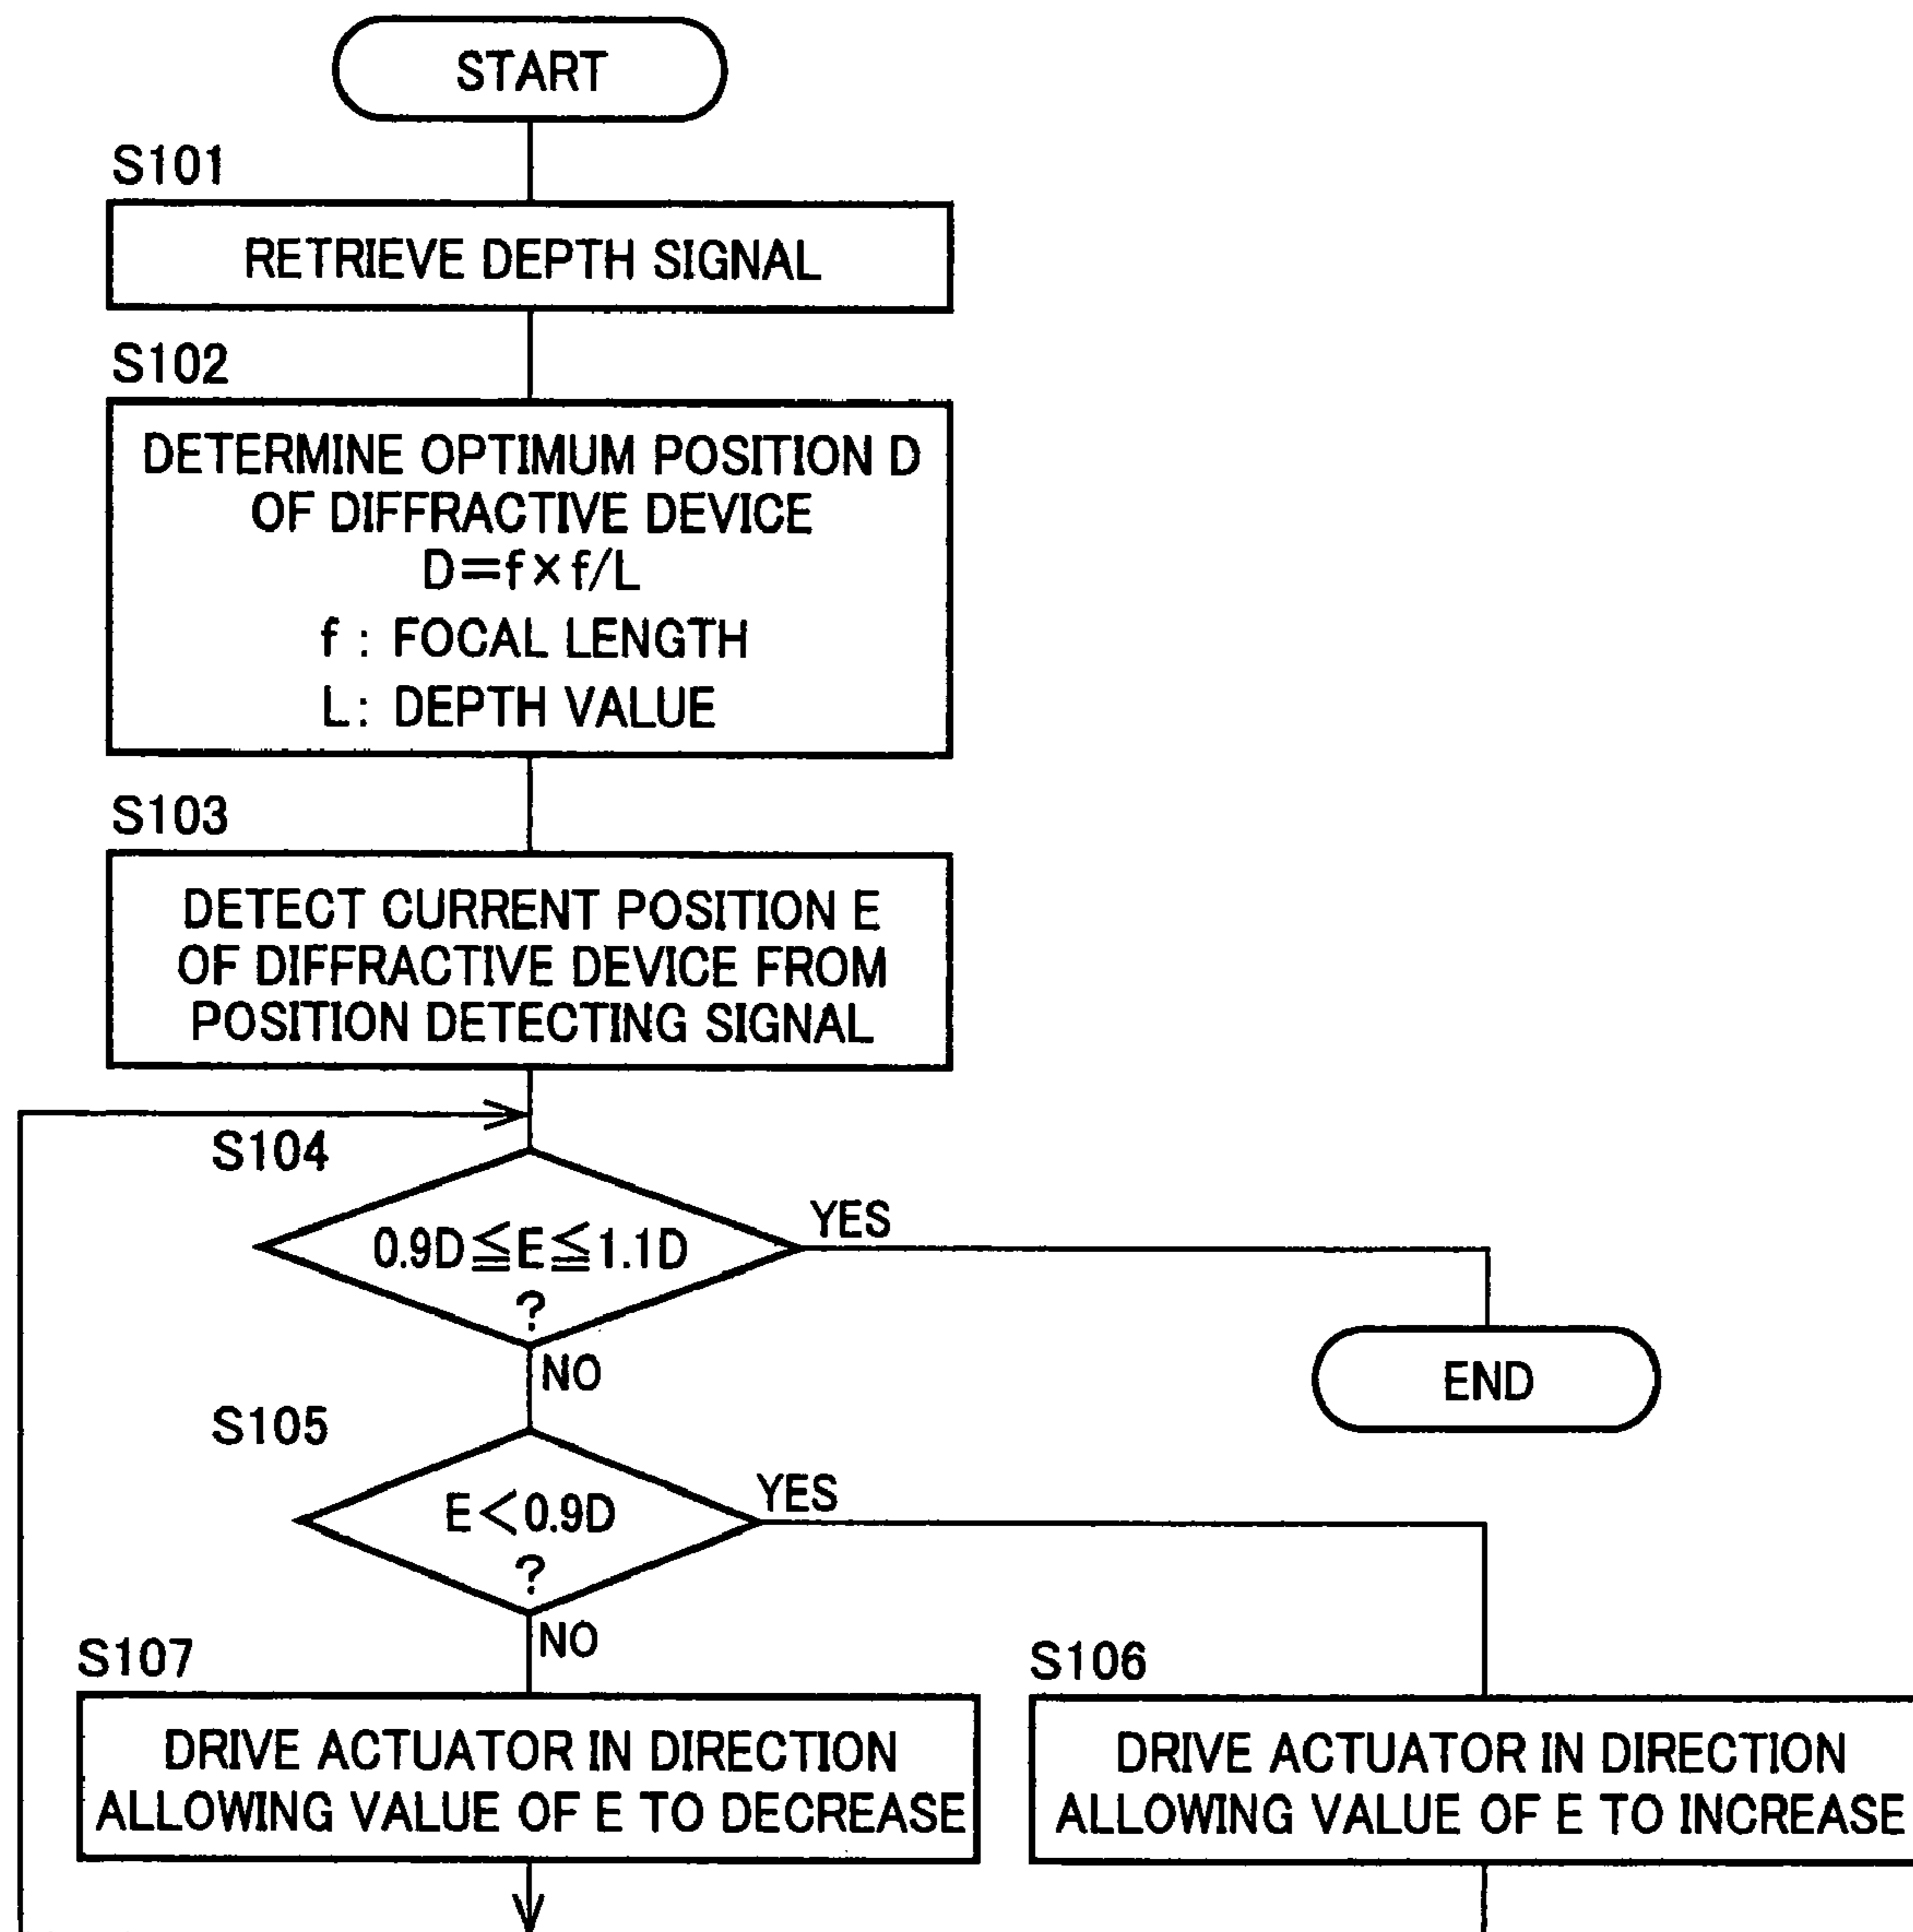 START
S101
RETRIEVE DEPTH SIGNAL
S102
DETERMINE OPTIMUM POSITION D
OF DIFFRACTIVE DEVICE
D=f×f/L
f : FOCAL LENGTH
L: DEPTH VALUE
S103
DETECT CURRENT POSITION E
OF DIFFRACTIVE DEVICE FROM
POSITION DETECTING SIGNAL
S104
0.9D≦E≦1.1D
?
YES
NO
END
S105
E<0.9D
?
YES
NO
S107
DRIVE ACTUATOR IN DIRECTION
ALLOWING VALUE OF E TO DECREASE
S106
DRIVE ACTUATOR IN DIRECTION
ALLOWING VALUE OF E TO INCREASE